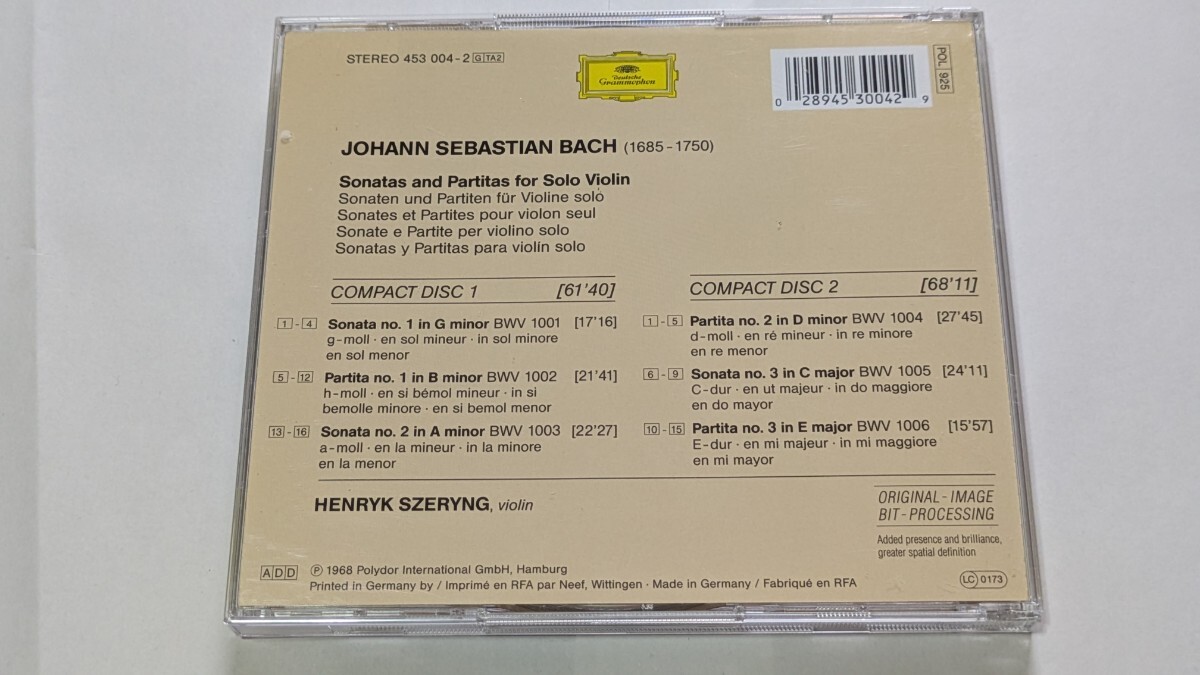 STEREO 453 004-2 G TA2
Deutsche
Grammophon
0 28945 30042 9
POL 925
JOHANN SEBASTIAN BACH (1685-1750)
Sonatas and Partitas for Solo Violin
Sonaten und Partiten für Violine solo
Sonates et Partites pour violon seul
Sonate e Partite per violino solo
Sonatas y Partitas para violín solo
COMPACT DISC 1 [61'40]
1 - 4 Sonata no. 1 in G minor BWV 1001 [17'16]
g-moll · en sol mineur · in sol minore
en sol menor
5 - 12 Partita no. 1 in B minor BWV 1002 [21'41]
h-moll · en si bémol mineur · in si
bemolle minore · en si bemol menor
13 - 16 Sonata no. 2 in A minor BWV 1003 [22'27]
a-moll · en la mineur · in la minore
en la menor
COMPACT DISC 2 [68'11]
1 - 5 Partita no. 2 in D minor BWV 1004 [27'45]
d-moll · en ré mineur · in re minore
en re menor
6 - 9 Sonata no. 3 in C major BWV 1005 [24'11]
C-dur · en ut majeur · in do maggiore
en do mayor
10 - 15 Partita no. 3 in E major BWV 1006 [15'57]
E-dur · en mi majeur · in mi maggiore
en mi mayor
HENRYK SZERYNG, violin
ORIGINAL-IMAGE
BIT-PROCESSING
Added presence and brilliance,
greater spatial definition
ADD ℗ 1968 Polydor International GmbH, Hamburg
Printed in Germany by / Imprimé en RFA par Neef, Wittingen · Made in Germany / Fabriqué en RFA
LC 0173